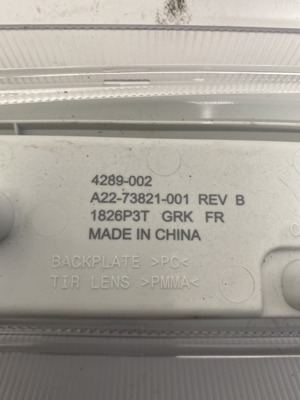 4289-002
A22-73821-001 REV B
1826P3T GRK FR
MADE IN CHINA
BACKPLATE >PC<
TIR LENS >PMMA<